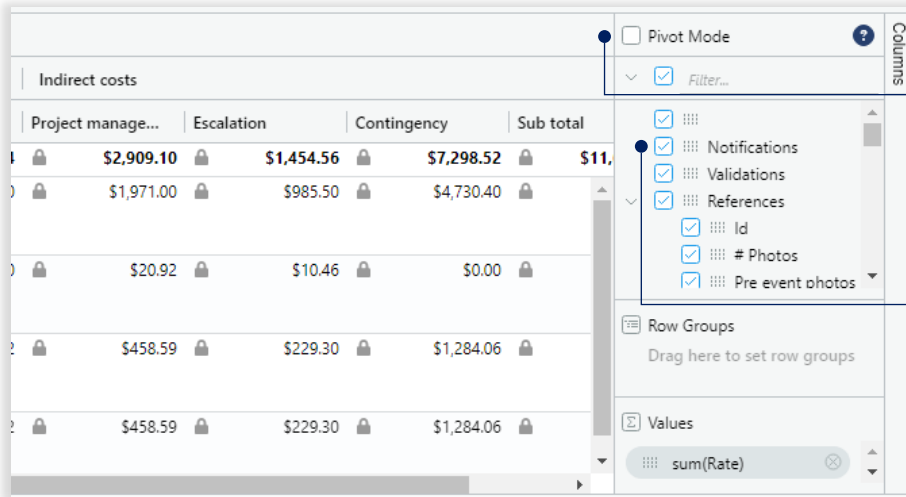 Pivot Mode
?
Columns
Indirect costs
Filter...
Project manage... Escalation Contingency Sub total
4 $2,909.10 $1,454.56 $7,298.52 $11,
$1,971.00 $985.50 $4,730.40
$20.92 $10.46 $0.00
$458.59 $229.30 $1,284.06
$458.59 $229.30 $1,284.06
Notifications
Validations
References
Id
# Photos
Pre event photos
Row Groups
Drag here to set row groups
Values
sum(Rate)